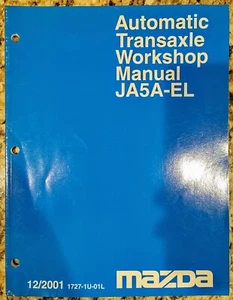 Automatic
Transaxle
Workshop
Manual
JA5A-EL
12/2001 1727-1U-01L
mazda